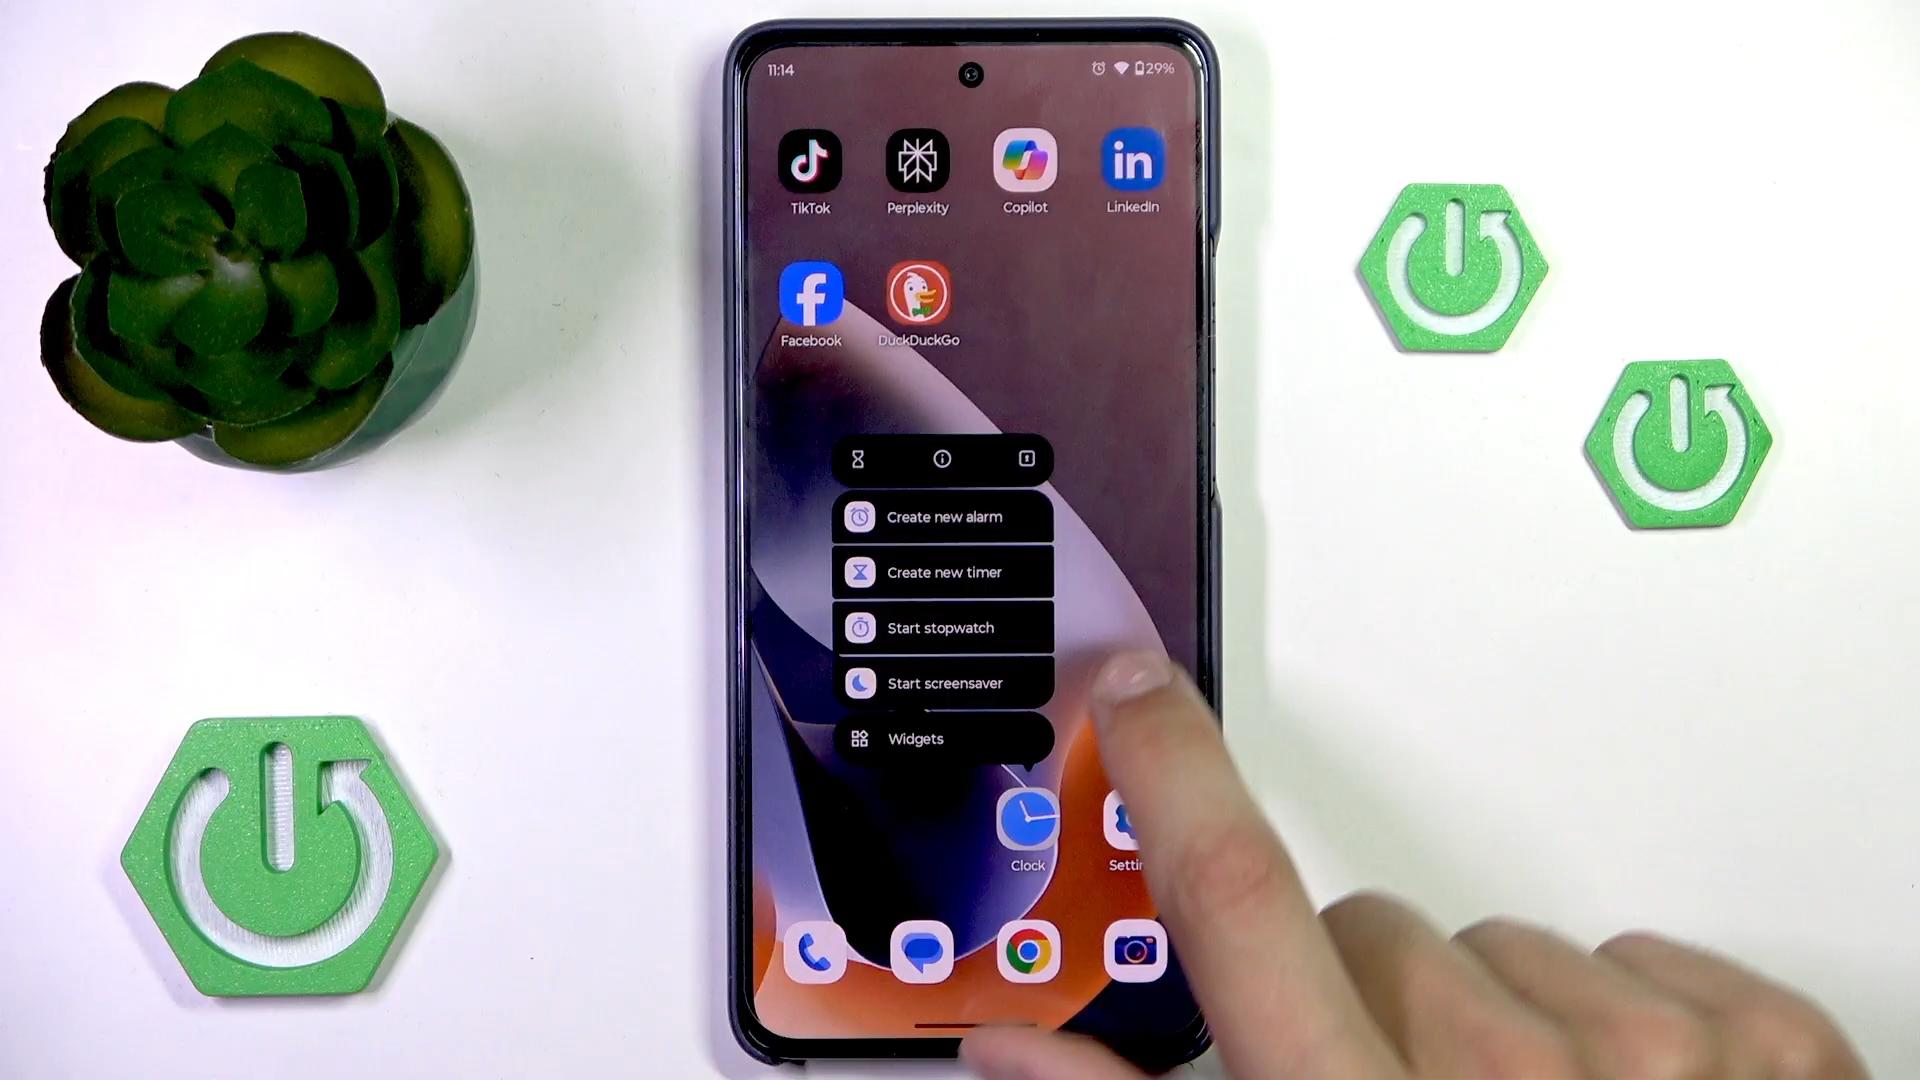 11:14
29%
TikTok
Perplexity
Copilot
in
LinkedIn
Facebook
DuckDuckGo
Create new alarm
Create new timer
Start stopwatch
Start screensaver
Widgets
Clock
Settin